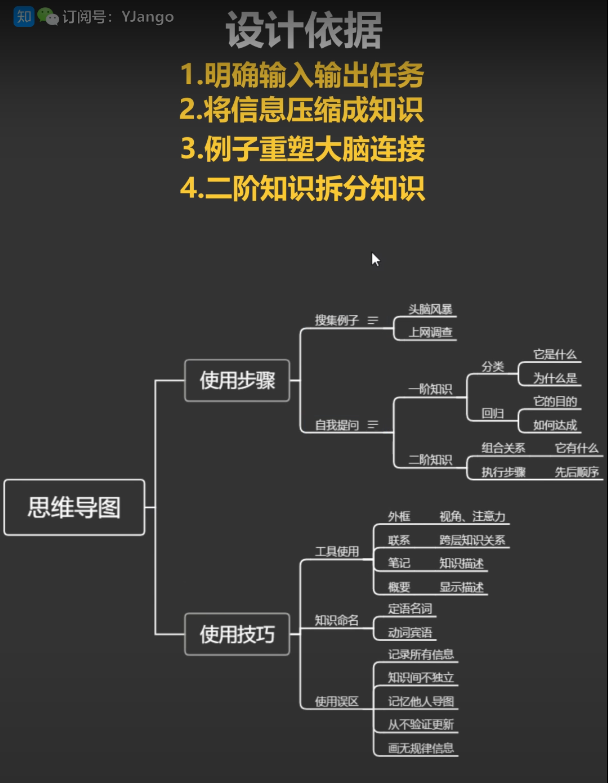 知 订阅号：YJango
设计依据
1.明确输入输出任务
2.将信息压缩成知识
3.例子重塑大脑连接
4.二阶知识拆分知识
思维导图
使用步骤
搜集例子
头脑风暴
上网调查
自我提问
一阶知识
分类
它是什么
为什么是
回归
它的目的
如何达成
二阶知识
组合关系 它有什么
执行步骤 先后顺序
使用技巧
工具使用
外框 视角、注意力
联系 跨层知识关系
笔记 知识描述
概要 显示描述
知识命名
定语名词
动词宾语
使用误区
记录所有信息
知识间不独立
记忆他人导图
从不验证更新
画无规律信息